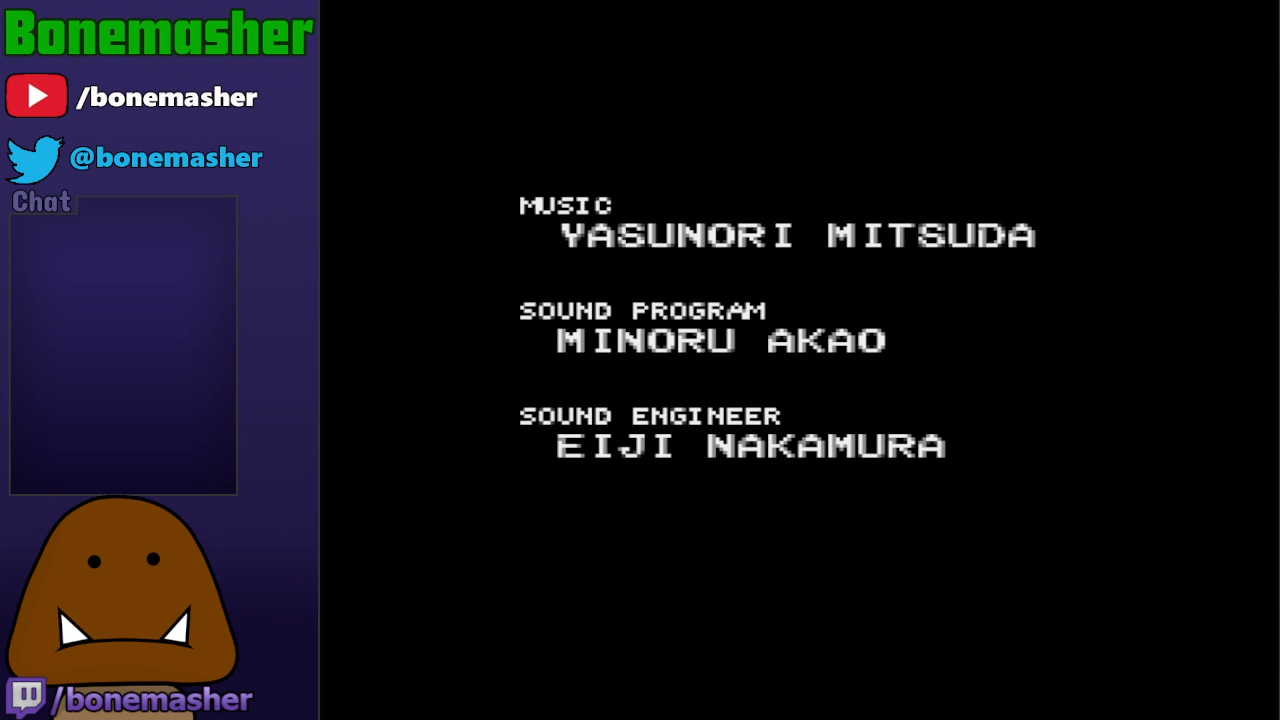 Bonemasher
/bonemasher
@bonemasher
Chat
/bonemasher
MUSIC
YASUNORI MITSUDA
SOUND PROGRAM
MINORU AKAO
SOUND ENGINEER
EIJI NAKAMURA